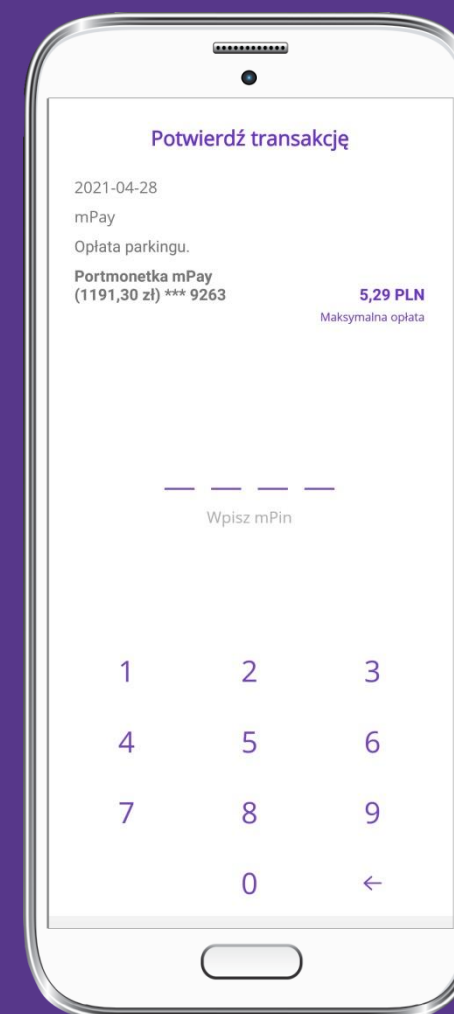 Potwierdź transakcję
2021-04-28
mPay
Opłata parkingu.
Portmonetka mPay
(1191,30 zł) *** 9263 5,29 PLN
Maksymalna opłata
Wpisz mPin
1 2 3
4 5 6
7 8 9
0 ←